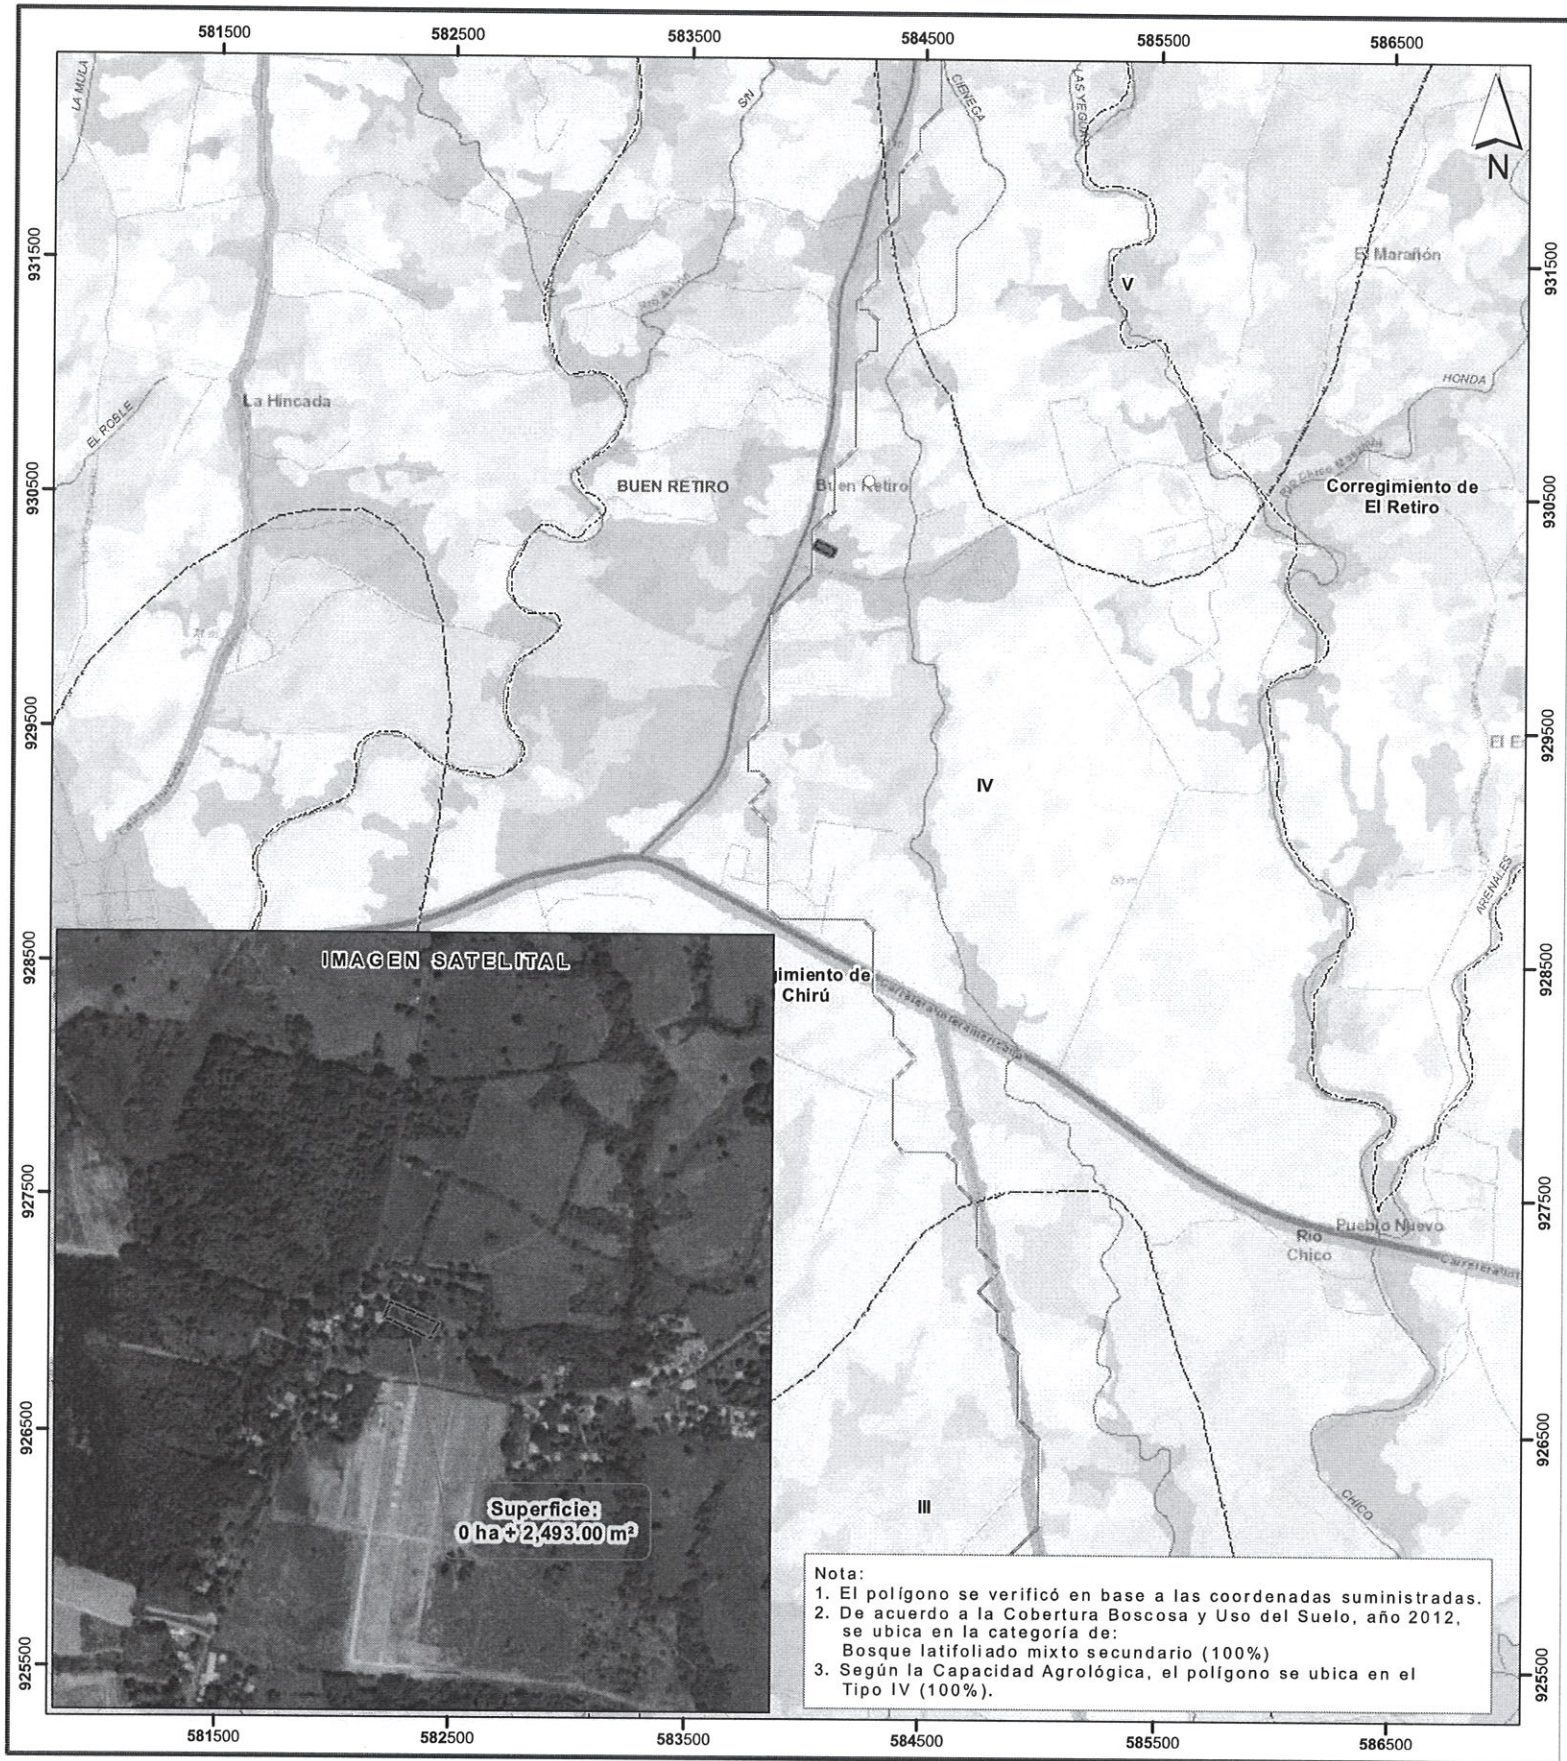 581500
582500
583500
584500
585500
586500
LA MULA
S/N
CIENEGA
LAS YEGUAS
N
931500
931500
El Marañón
V
HONDA
La Hincada
EL ROBLE
930500
930500
BUEN RETIRO
Buen Retiro
Corregimiento de
El Retiro
929500
929500
IV
ARENALES
928500
928500
IMAGEN SATELITAL
gimiento de
Chirú
Carretera Interamericana
927500
927500
Pueblo Nuevo
Río
Chico
926500
926500
CHICO
III
Superficie:
0 ha + 2,493.00 m²
Nota:
1. El polígono se verificó en base a las coordenadas suministradas.
2. De acuerdo a la Cobertura Boscosa y Uso del Suelo, año 2012,
se ubica en la categoría de:
Bosque latifoliado mixto secundario (100%)
3. Según la Capacidad Agrológica, el polígono se ubica en el
Tipo IV (100%).
925500
925500
581500
582500
583500
584500
585500
586500